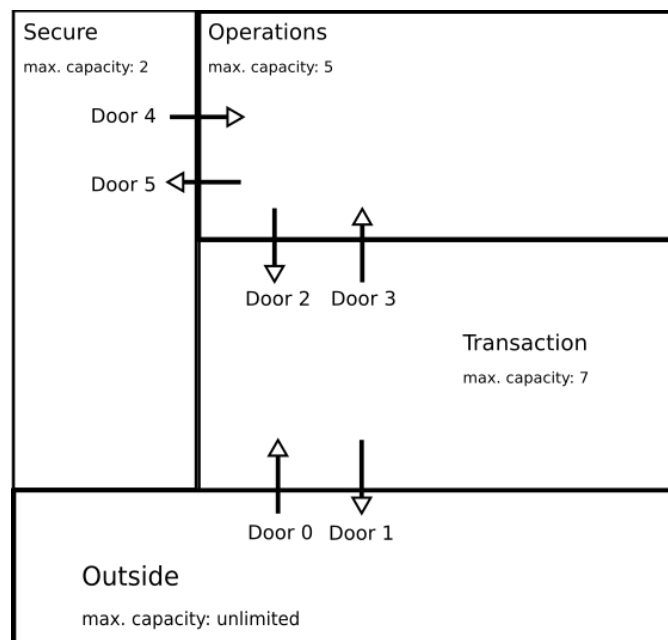 Secure
max. capacity: 2
Operations
max. capacity: 5
Door 4
Door 5
Door 2
Door 3
Transaction
max. capacity: 7
Door 0
Door 1
Outside
max. capacity: unlimited